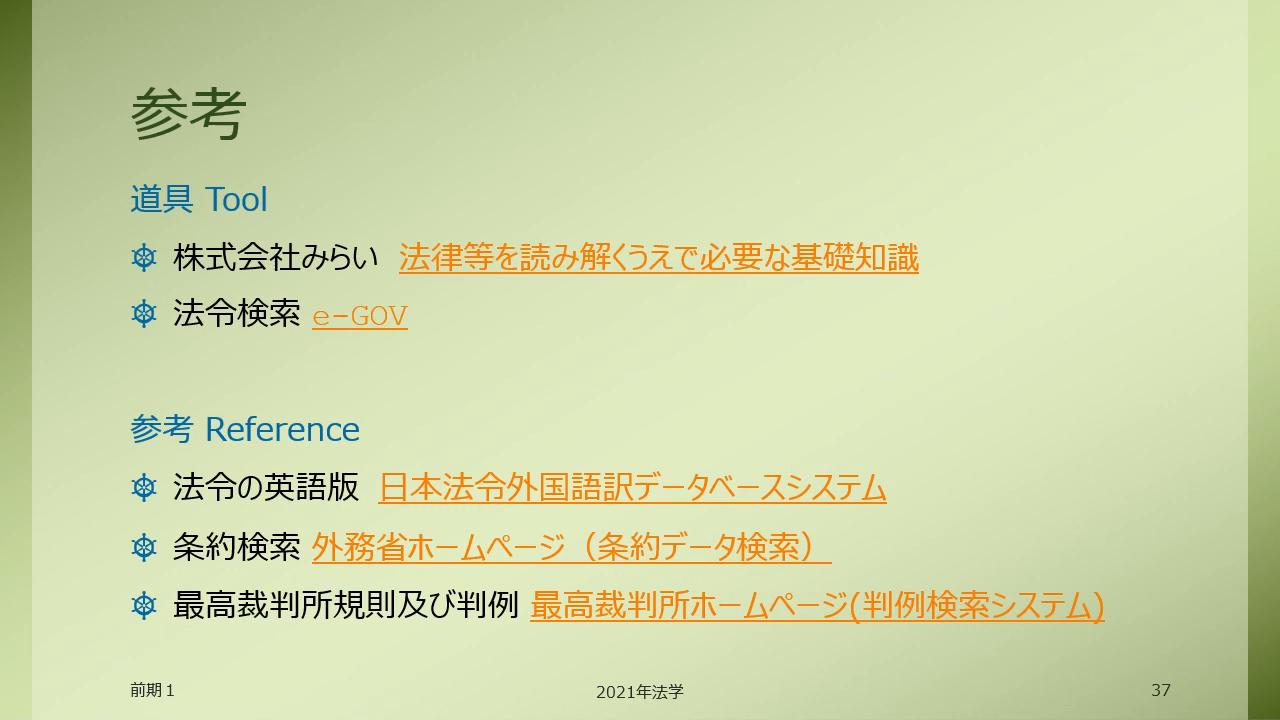 参考
道具 Tool
株式会社みらい 法律等を読み解くうえで必要な基礎知識
法令検索 e-GOV
参考 Reference
法令の英語版 日本法令外国語訳データベースシステム
条約検索 外務省ホームページ（条約データ検索）
最高裁判所規則及び判例 最高裁判所ホームページ(判例検索システム)
前期１ 2021年法学 37